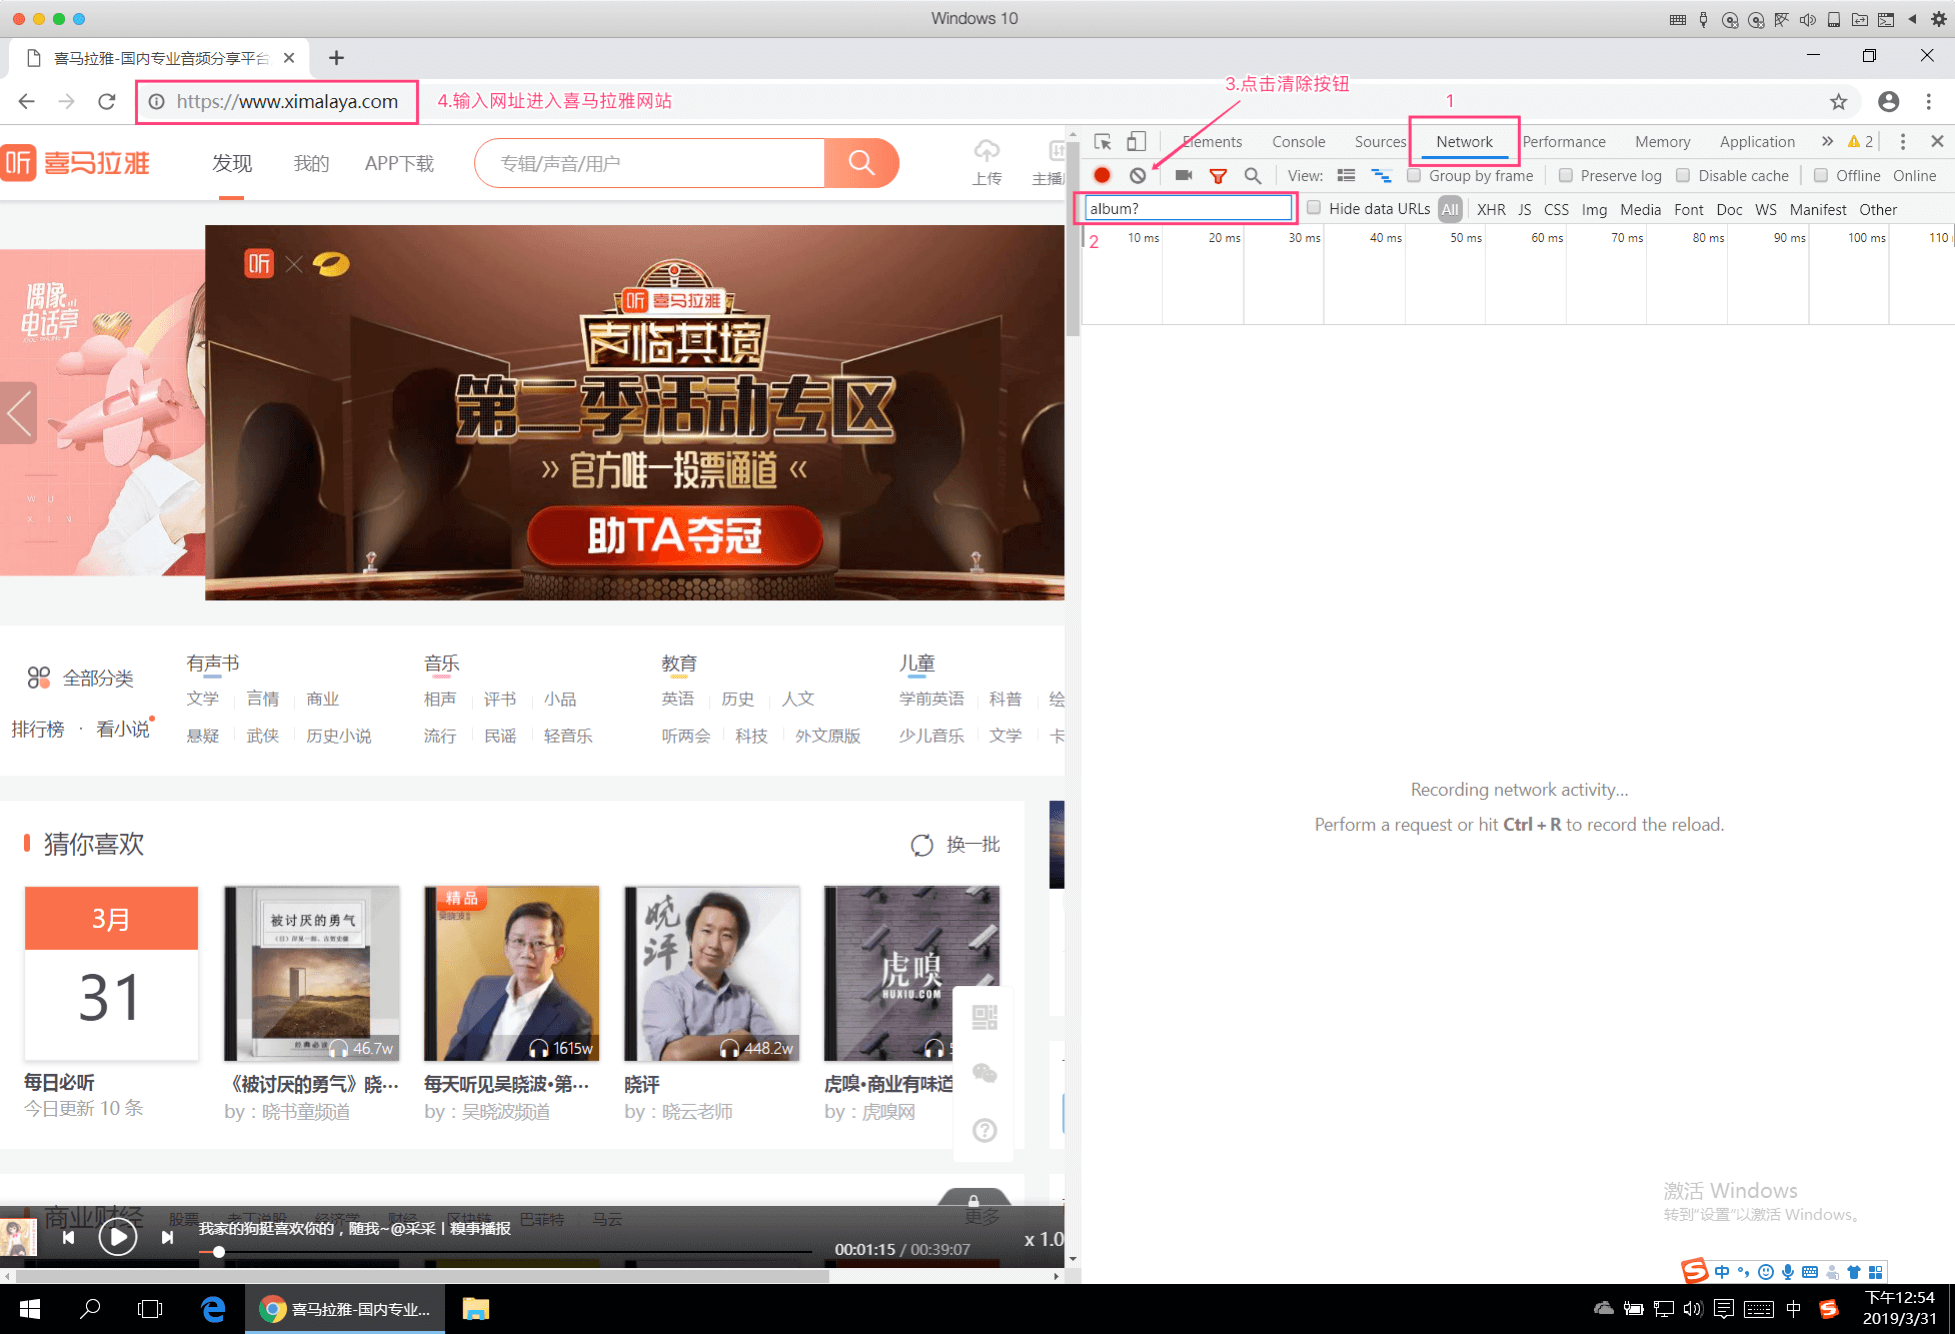 Windows 10
喜马拉雅-国内专业音频分享平台
https://www.ximalaya.com
4.输入网址进入喜马拉雅网站
3.点击清除按钮
1
听 喜马拉雅
发现 我的 APP下载
专辑/声音/用户
上传
Elements Console Sources Network Performance Memory Application » 2
View: Group by frame Preserve log Disable cache Offline Online
album?
Hide data URLs All XHR JS CSS Img Media Font Doc WS Manifest Other
2
10 ms 20 ms 30 ms 40 ms 50 ms 60 ms 70 ms 80 ms 90 ms 100 ms 110
偶像
电话亭
WU
XIN
听
听 喜马拉雅
声临其境
第二季活动专区
» 官方唯一投票通道 «
助TA夺冠
Recording network activity...
Perform a request or hit Ctrl + R to record the reload.
全部分类
排行榜 · 看小说
有声书
文学 言情 商业
悬疑 武侠 历史小说
音乐
相声 评书 小品
流行 民谣 轻音乐
教育
英语 历史 人文
听两会 科技 外文原版
儿童
学前英语 科普 绘
少儿音乐 文学 卡
猜你喜欢
换一批
3月
31
每日必听
今日更新 10 条
被讨厌的勇气
46.7w
《被讨厌的勇气》晓...
by：晓书童频道
精品
1615w
每天听见吴晓波•第...
by：吴晓波频道
晓评
448.2w
晓评
by：晓云老师
虎嗅
HUXIU.COM
虎嗅•商业有味道
by：虎嗅网
商业财经 股票 老丁说股 经济学 财经 区块链 巴菲特 马云
更多
我家的狗挺喜欢你的，随我~@采采丨糗事播报
00:01:15 / 00:39:07
x 1.0
激活 Windows
转到"设置"以激活 Windows。
S 中
喜马拉雅-国内专业...
中
S
下午12:54
2019/3/31